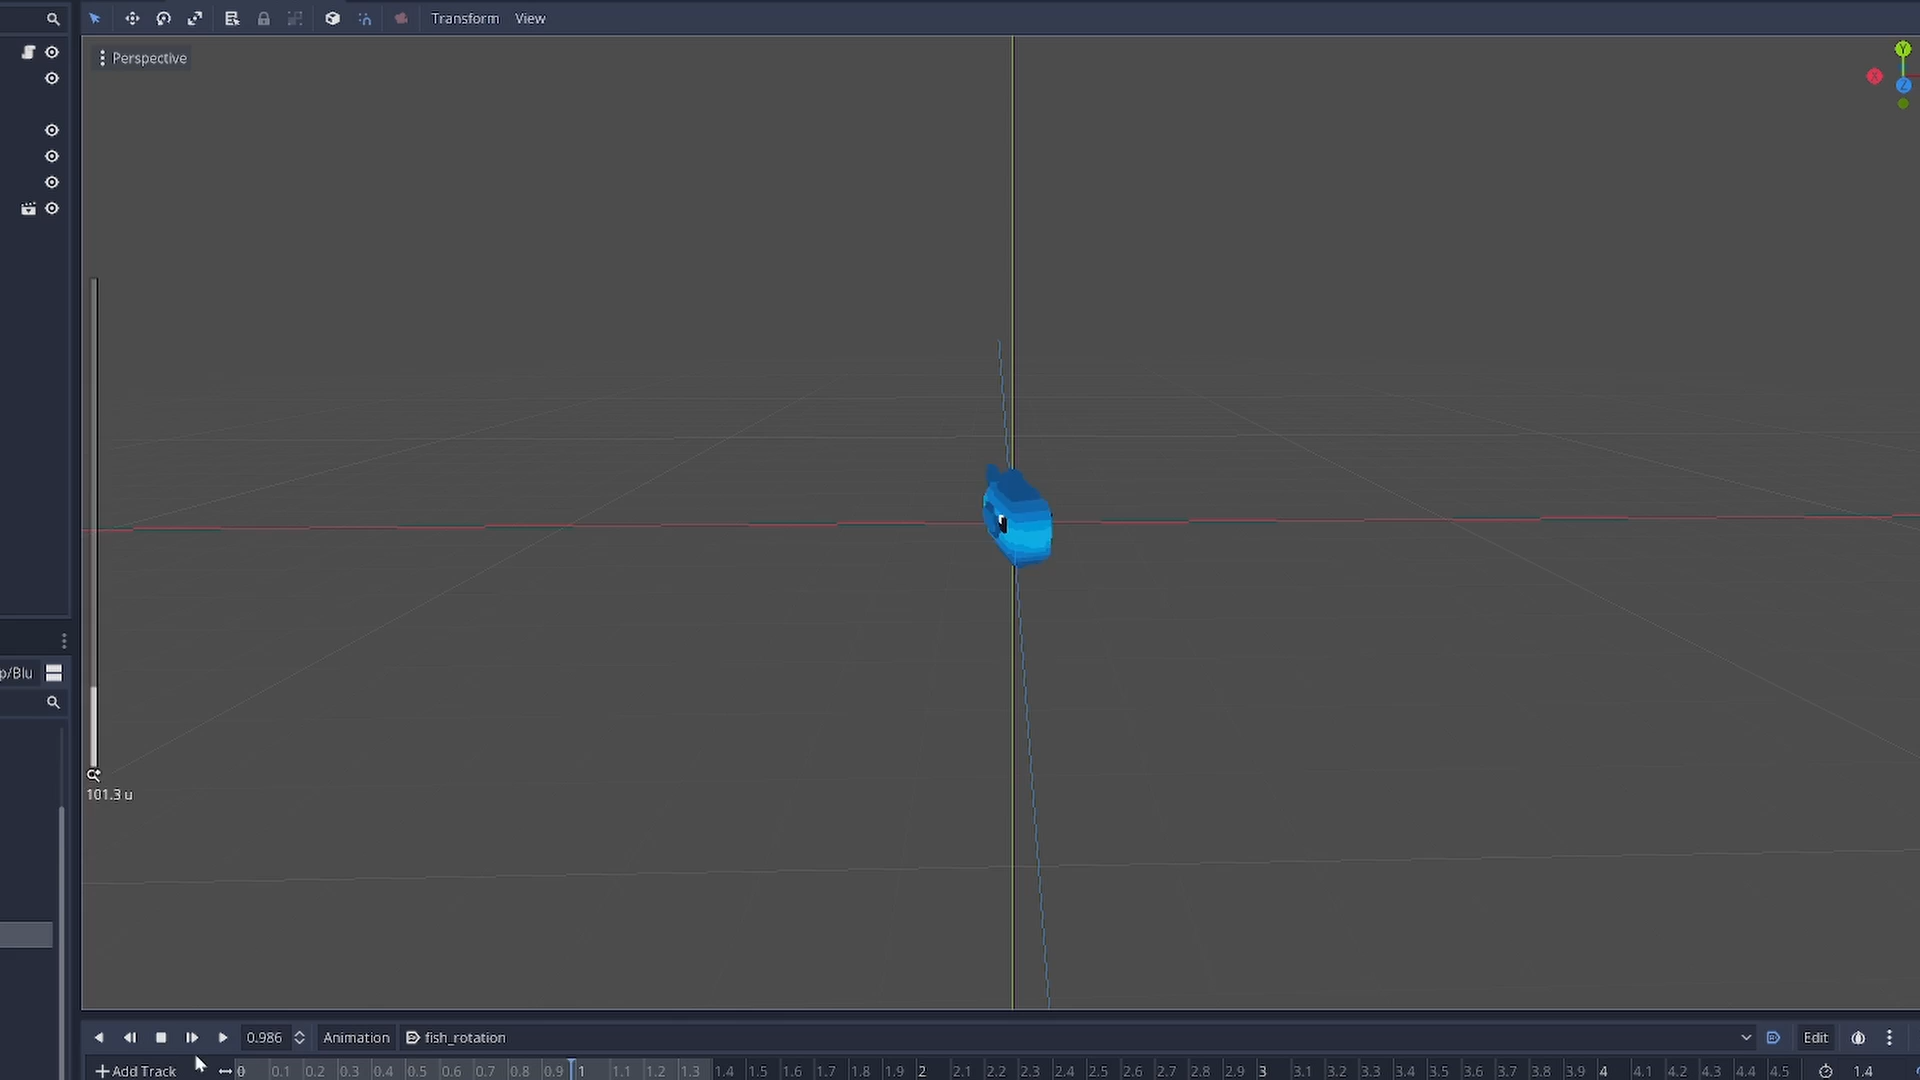 Transform View
Perspective
Y
X
Z
p/Blu
101.3 u
0.986 Animation fish_rotation Edit
Add Track 0 0.1 0.2 0.3 0.4 0.5 0.6 0.7 0.8 0.9 1 1.1 1.2 1.3 1.4 1.5 1.6 1.7 1.8 1.9 2 2.1 2.2 2.3 2.4 2.5 2.6 2.7 2.8 2.9 3 3.1 3.2 3.3 3.4 3.5 3.6 3.7 3.8 3.9 4 4.1 4.2 4.3 4.4 4.5 1.4